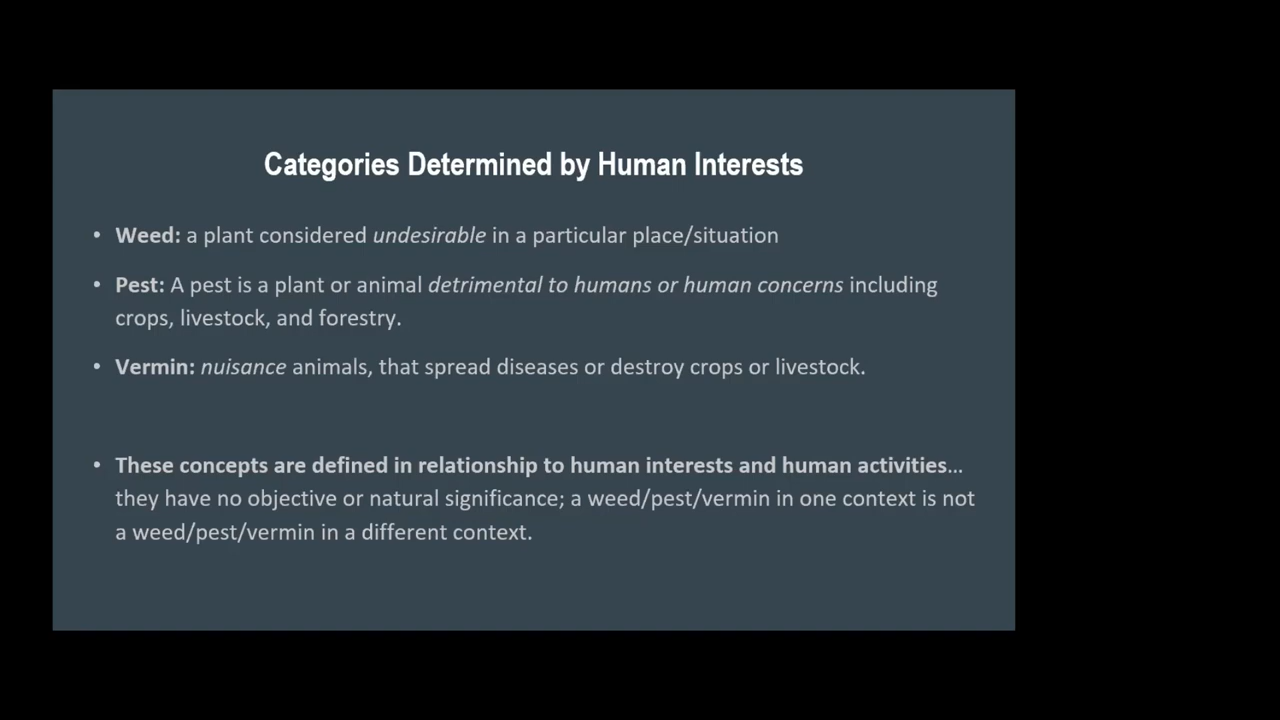 Categories Determined by Human Interests
• Weed: a plant considered undesirable in a particular place/situation
• Pest: A pest is a plant or animal detrimental to humans or human concerns including
crops, livestock, and forestry.
• Vermin: nuisance animals, that spread diseases or destroy crops or livestock.
• These concepts are defined in relationship to human interests and human activities…
they have no objective or natural significance; a weed/pest/vermin in one context is not
a weed/pest/vermin in a different context.